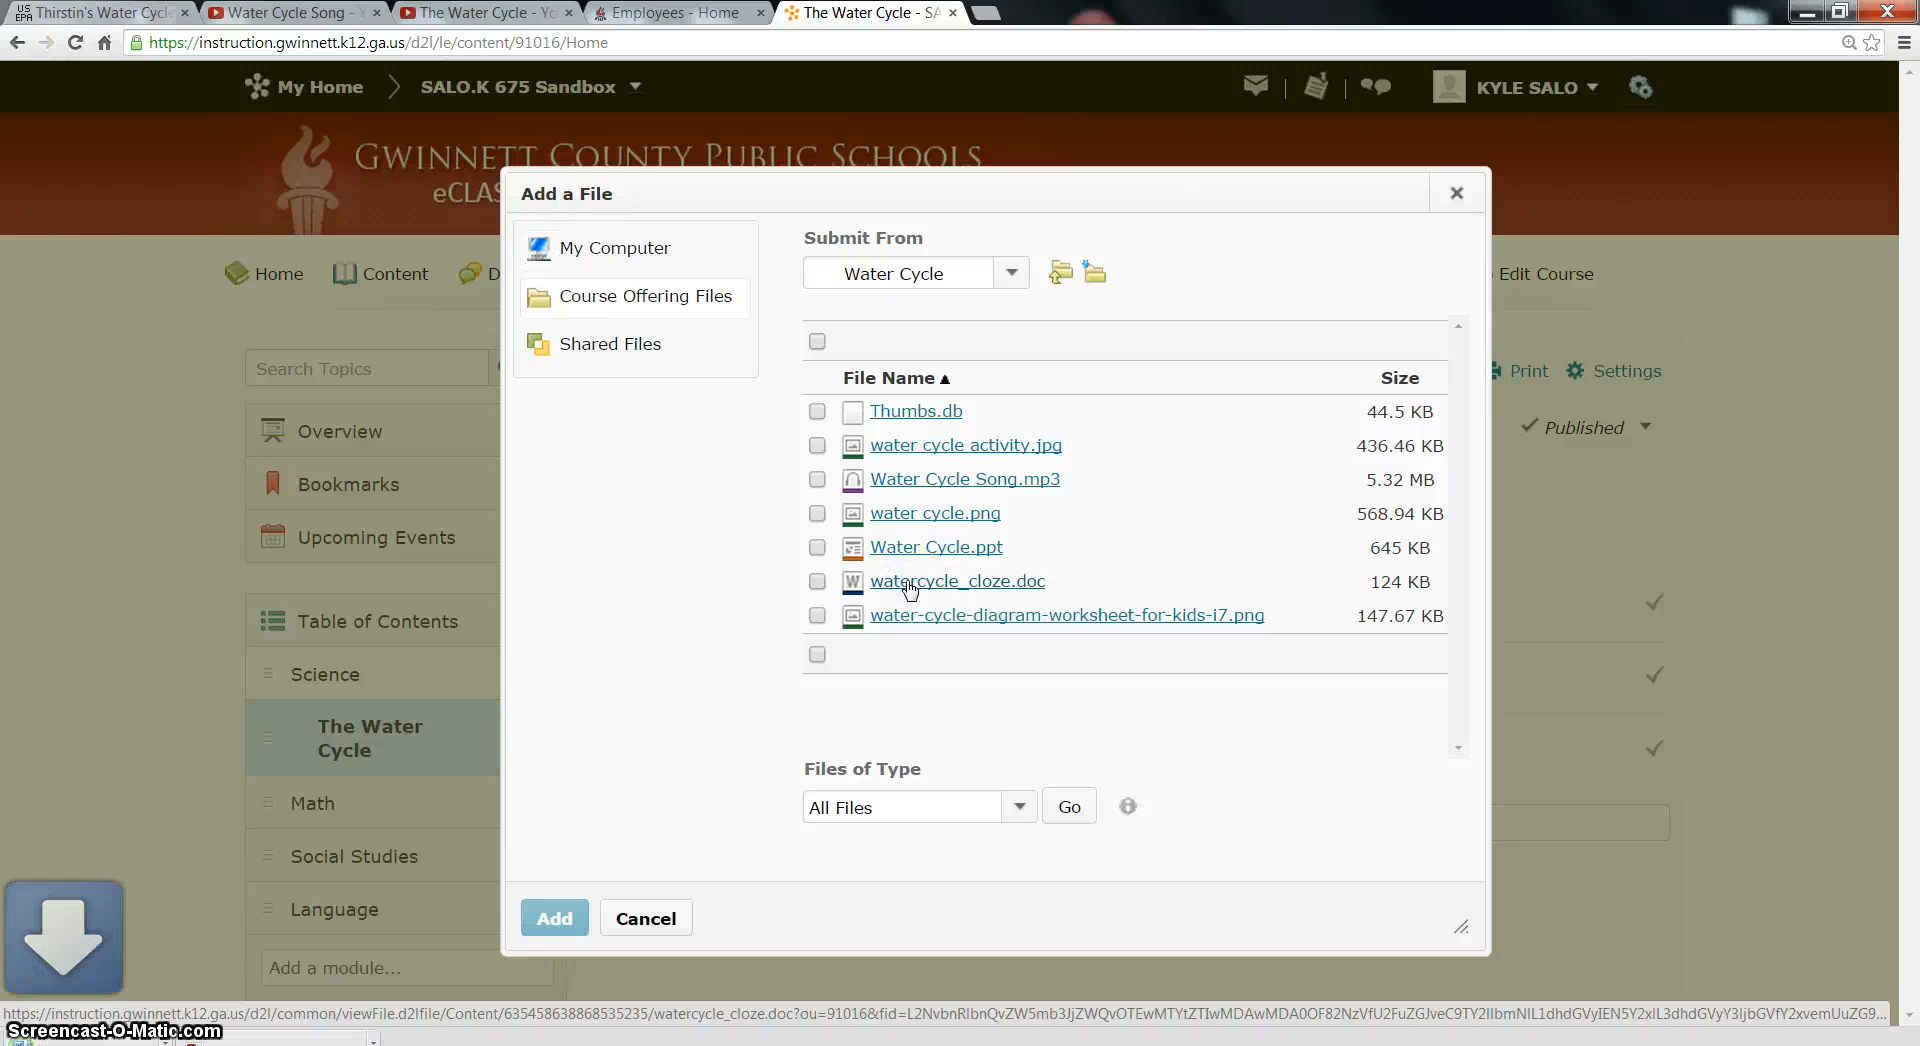 US
EPA
Thirstin's Water Cycle
Water Cycle Song - Y
The Water Cycle - Yo
Employees - Home
The Water Cycle - SA
https://instruction.gwinnett.k12.ga.us/d2l/le/content/91016/Home
My Home
SALO.K 675 Sandbox
KYLE SALO
GWINNETT COUNTY PUBLIC SCHOOLS
eCLAS
Home
Content
D
Edit Course
Search Topics
Print
Settings
Overview
Published
Bookmarks
Upcoming Events
Table of Contents
Science
The Water
Cycle
Math
Social Studies
Language
Add a module...
Add a File
My Computer
Course Offering Files
Shared Files
Submit From
Water Cycle
File Name Size
Thumbs.db 44.5 KB
water cycle activity.jpg 436.46 KB
Water Cycle Song.mp3 5.32 MB
water cycle.png 568.94 KB
Water Cycle.ppt 645 KB
watercycle_cloze.doc 124 KB
water-cycle-diagram-worksheet-for-kids-i7.png 147.67 KB
Files of Type
All Files
Go
Add
Cancel
Screencast-O-Matic.com